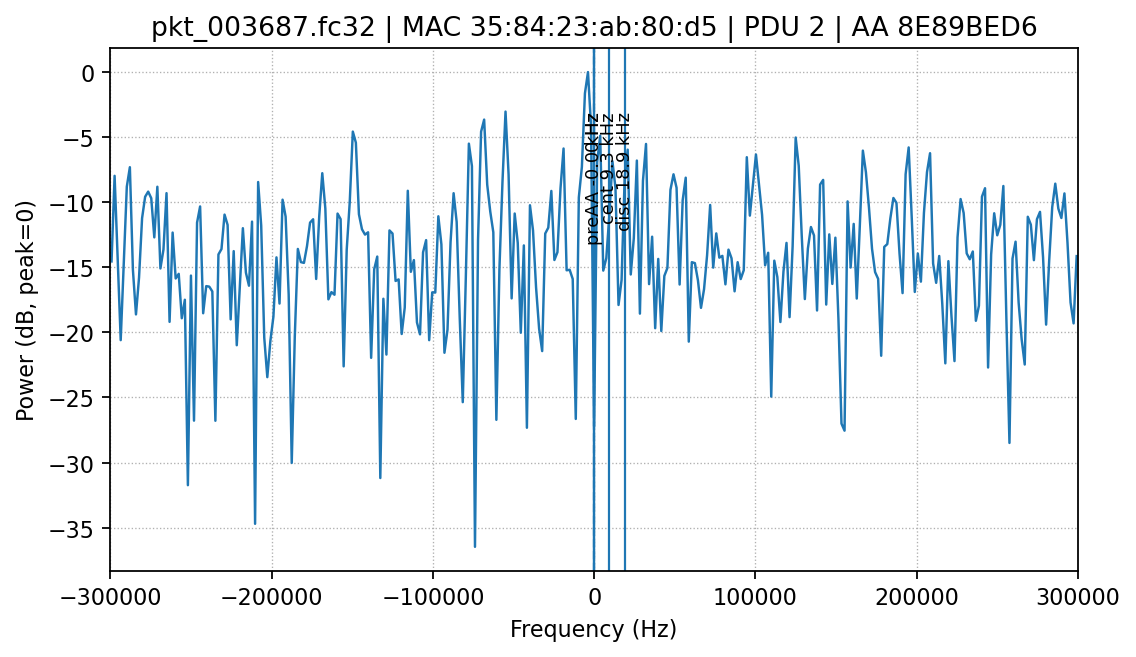 pkt_003687.fc32 | MAC 35:84:23:ab:80:d5 | PDU 2 | AA 8E89BED6
Power (dB, peak=0)
0
−5
−10
−15
−20
−25
−30
−35
preAA -0.00kHz
cent 9.3 kHz
disc 18.9 kHz
−300000
−200000
−100000
0
100000
200000
300000
Frequency (Hz)